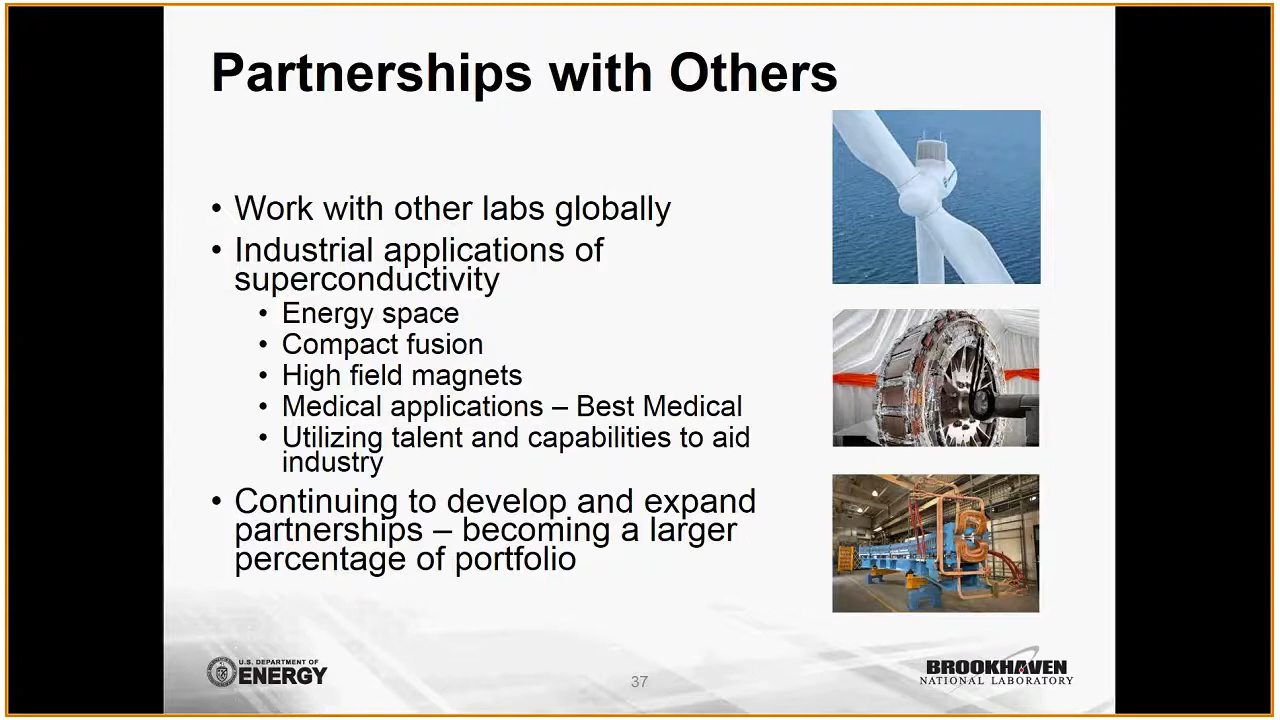 Partnerships with Others
• Work with other labs globally
• Industrial applications of
superconductivity
• Energy space
• Compact fusion
• High field magnets
• Medical applications – Best Medical
• Utilizing talent and capabilities to aid
industry
• Continuing to develop and expand
partnerships – becoming a larger
percentage of portfolio
U.S. DEPARTMENT OF
ENERGY
37
BROOKHAVEN
NATIONAL LABORATORY